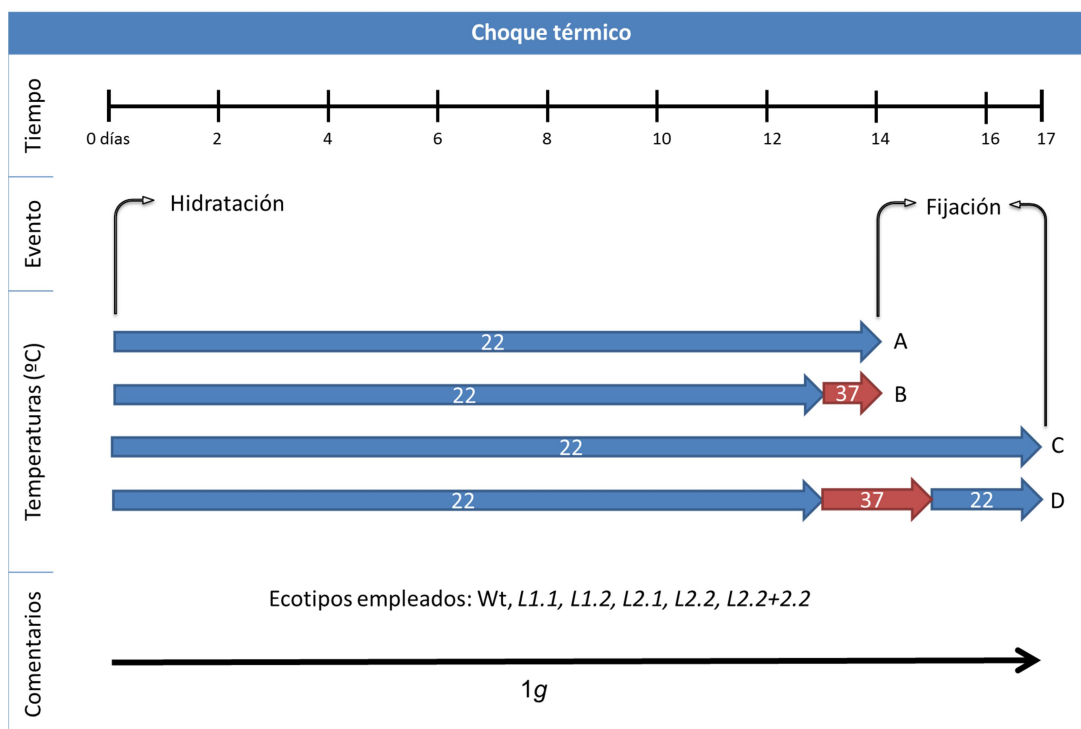 Choque térmico
Tiempo
0 días 2 4 6 8 10 12 14 16 17
Evento
Hidratación
Fijación
Temperaturas (ºC)
22 A
22 37 B
22 C
22 37 22 D
Comentarios
Ecotipos empleados: Wt, L1.1, L1.2, L2.1, L2.2, L2.2+2.2
1g